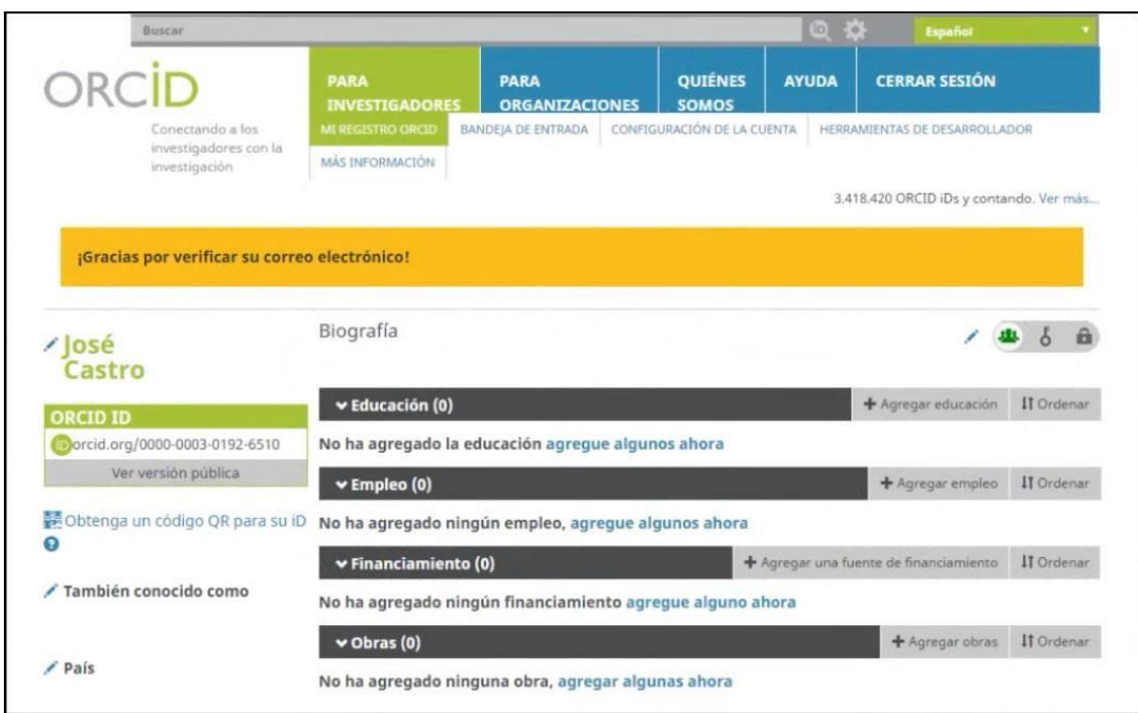 Buscar
Español
ORCiD
Conectando a los
investigadores con la
investigación
PARA
INVESTIGADORES
PARA
ORGANIZACIONES
QUIÉNES
SOMOS
AYUDA
CERRAR SESIÓN
MI REGISTRO ORCID
BANDEJA DE ENTRADA
CONFIGURACIÓN DE LA CUENTA
HERRAMIENTAS DE DESARROLLADOR
MÁS INFORMACIÓN
3.418.420 ORCID iDs y contando. Ver más...
¡Gracias por verificar su correo electrónico!
José
Castro
ORCID ID
iD orcid.org/0000-0003-0192-6510
Ver versión pública
Obtenga un código QR para su iD
También conocido como
País
Biografía
Educación (0)
Agregar educación
Ordenar
No ha agregado la educación agregue algunos ahora
Empleo (0)
Agregar empleo
Ordenar
No ha agregado ningún empleo, agregue algunos ahora
Financiamiento (0)
Agregar una fuente de financiamiento
Ordenar
No ha agregado ningún financiamiento agregue alguno ahora
Obras (0)
Agregar obras
Ordenar
No ha agregado ninguna obra, agregar algunas ahora